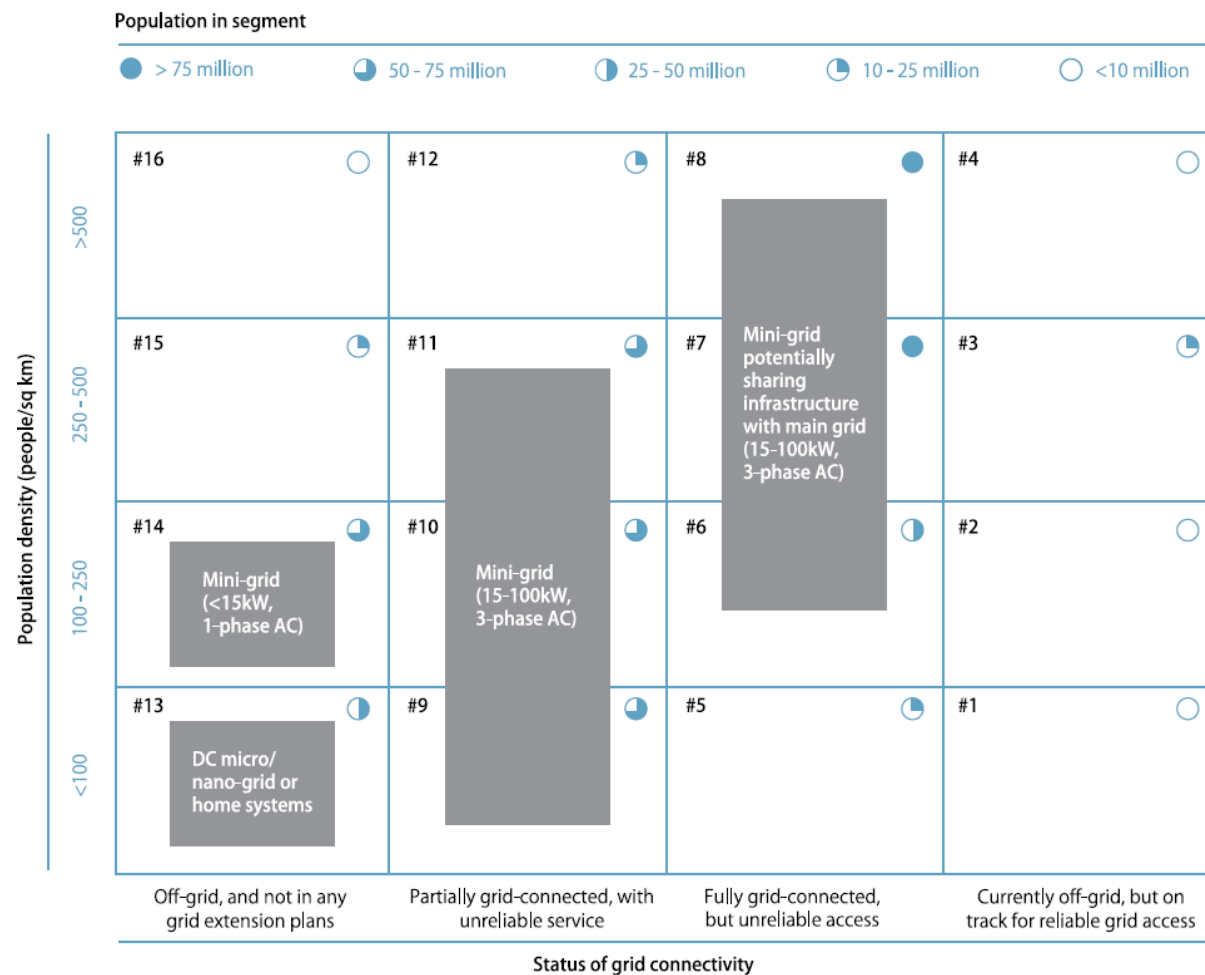 Population in segment
> 75 million
50 - 75 million
25 - 50 million
10 - 25 million
<10 million
Population density (people/sq km)
>500
250 - 500
100 - 250
<100
#16
#12
#8
#4
#15
#11
#7
#3
Mini-grid
potentially
sharing
infrastructure
with main grid
(15-100kW,
3-phase AC)
#14
#10
#6
#2
Mini-grid
(<15kW,
1-phase AC)
Mini-grid
(15-100kW,
3-phase AC)
#13
#9
#5
#1
DC micro/
nano-grid or
home systems
Off-grid, and not in any
grid extension plans
Partially grid-connected, with
unreliable service
Fully grid-connected,
but unreliable access
Currently off-grid, but on
track for reliable grid access
Status of grid connectivity